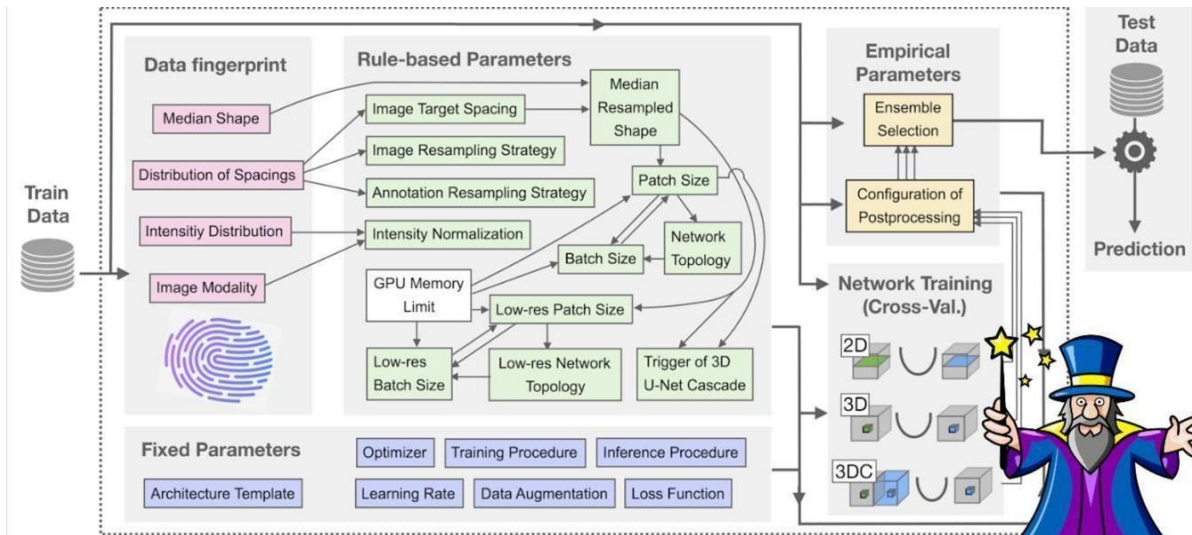 Train
Data
Data fingerprint
Median Shape
Distribution of Spacings
Intensitiy Distribution
Image Modality
Rule-based Parameters
Image Target Spacing
Image Resampling Strategy
Annotation Resampling Strategy
Intensity Normalization
Median
Resampled
Shape
Patch Size
Batch Size
Network
Topology
GPU Memory
Limit
Low-res Patch Size
Low-res
Batch Size
Low-res Network
Topology
Trigger of 3D
U-Net Cascade
Fixed Parameters
Architecture Template
Optimizer
Training Procedure
Inference Procedure
Learning Rate
Data Augmentation
Loss Function
Empirical
Parameters
Ensemble
Selection
Configuration of
Postprocessing
Network Training
(Cross-Val.)
2D
3D
3DC
Test
Data
Prediction